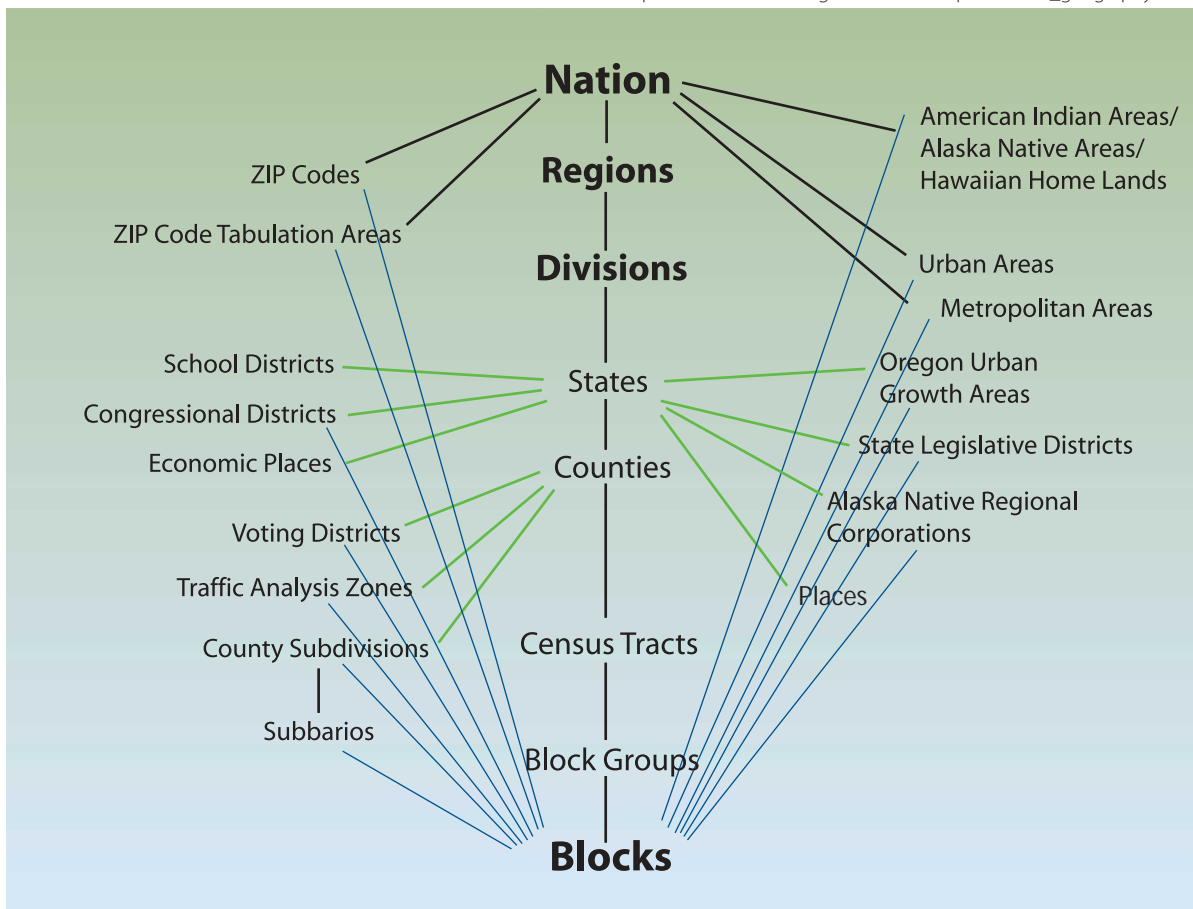 Nation
American Indian Areas/
Alaska Native Areas/
Hawaiian Home Lands
ZIP Codes
Regions
ZIP Code Tabulation Areas
Divisions
Urban Areas
Metropolitan Areas
School Districts
States
Oregon Urban
Growth Areas
Congressional Districts
State Legislative Districts
Economic Places
Counties
Alaska Native Regional
Corporations
Voting Districts
Traffic Analysis Zones
Places
County Subdivisions
Census Tracts
Subbarios
Block Groups
Blocks